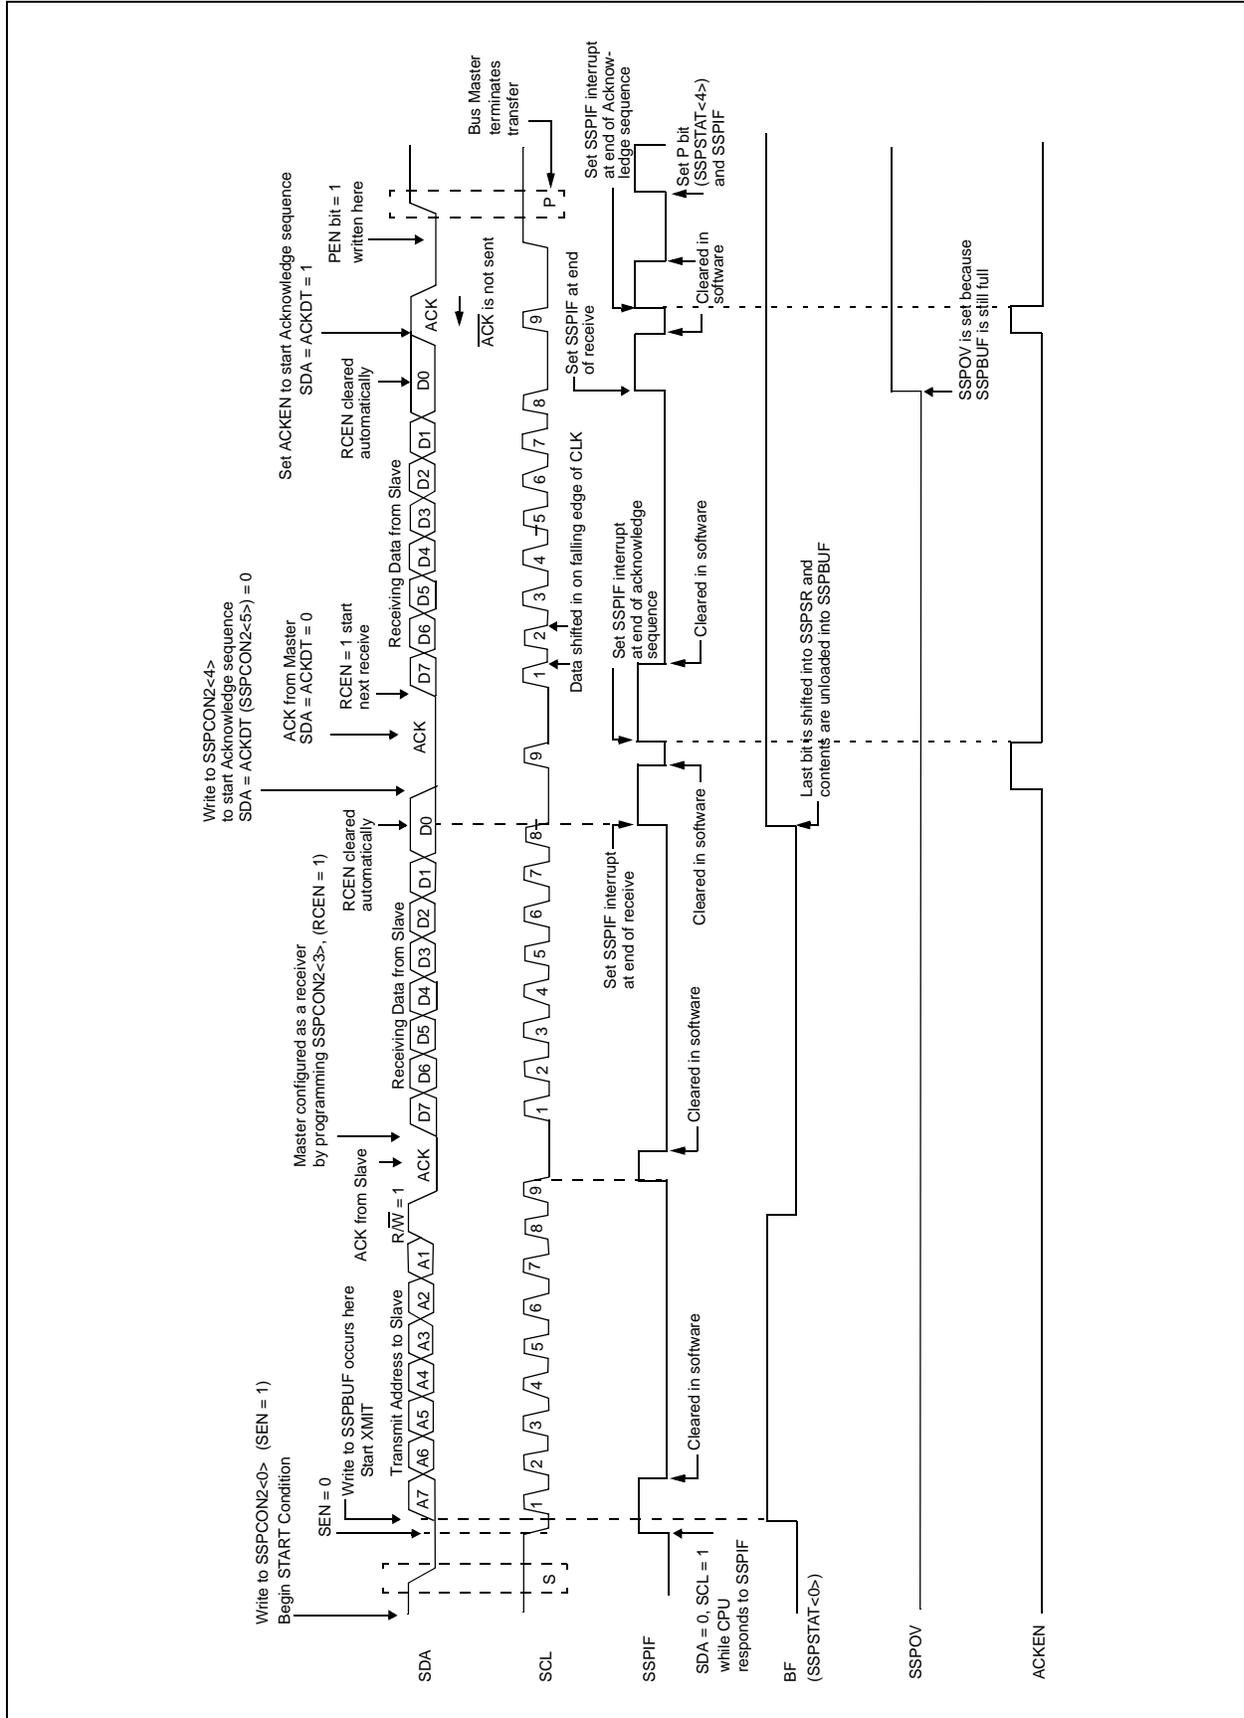 Write to SSPCON2<0> (SEN = 1)
Begin START Condition
SEN = 0
Write to SSPBUF occurs here
Start XMIT
Transmit Address to Slave
R/W = 1
ACK from Slave
Master configured as a receiver
by programming SSPCON2<3>, (RCEN = 1)
Receiving Data from Slave
RCEN cleared
automatically
Write to SSPCON2<4>
to start Acknowledge sequence
SDA = ACKDT (SSPCON2<5>) = 0
ACK from Master
SDA = ACKDT = 0
RCEN = 1 start
next receive
Receiving Data from Slave
RCEN cleared
automatically
Set ACKEN to start Acknowledge sequence
SDA = ACKDT = 1
PEN bit = 1
written here
SDA
A7 A6 A5 A4 A3 A2 A1 ACK D7 D6 D5 D4 D3 D2 D1 D0 ACK D7 D6 D5 D4 D3 D2 D1 D0 ACK
ACK is not sent
Bus Master
terminates
transfer
SCL
S 1 2 3 4 5 6 7 8 9 1 2 3 4 5 6 7 8 9 1 2 3 4 5 6 7 8 9 P
Data shifted in on falling edge of CLK
Set SSPIF interrupt
at end of receive
Set SSPIF interrupt
at end of acknowledge
sequence
Set SSPIF at end
of receive
Set SSPIF interrupt
at end of Acknow-
ledge sequence
SSPIF
SDA = 0, SCL = 1
while CPU
responds to SSPIF
Cleared in software
Cleared in software
Cleared in software
Cleared in software
Cleared in software
Cleared in
software
Set P bit
(SSPSTAT<4>)
and SSPIF
BF
(SSPSTAT<0>)
Last bit is shifted into SSPSR and
contents are unloaded into SSPBUF
SSPOV
SSPOV is set because
SSPBUF is still full
ACKEN